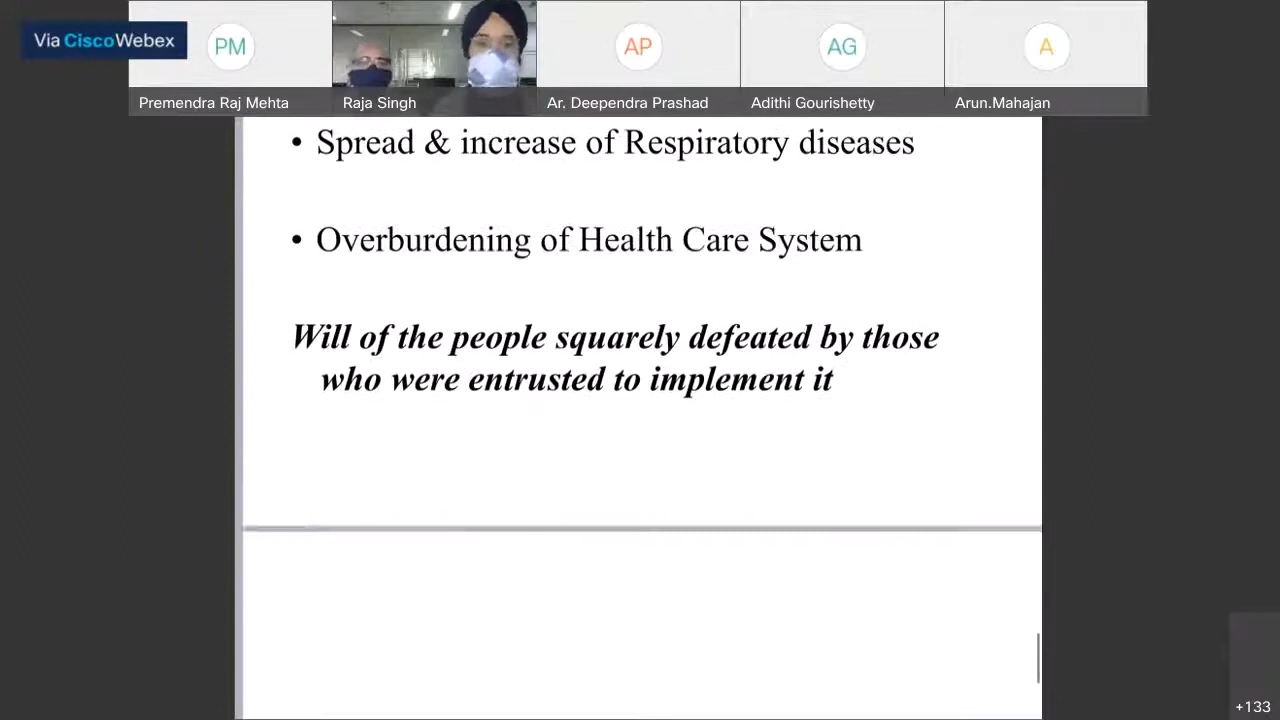 Via CiscoWebex
PM
AP
AG
A
Premendra Raj Mehta
Raja Singh
Ar. Deependra Prashad
Adithi Gourishetty
Arun.Mahajan
• Spread & increase of Respiratory diseases
• Overburdening of Health Care System
Will of the people squarely defeated by those
who were entrusted to implement it
+133